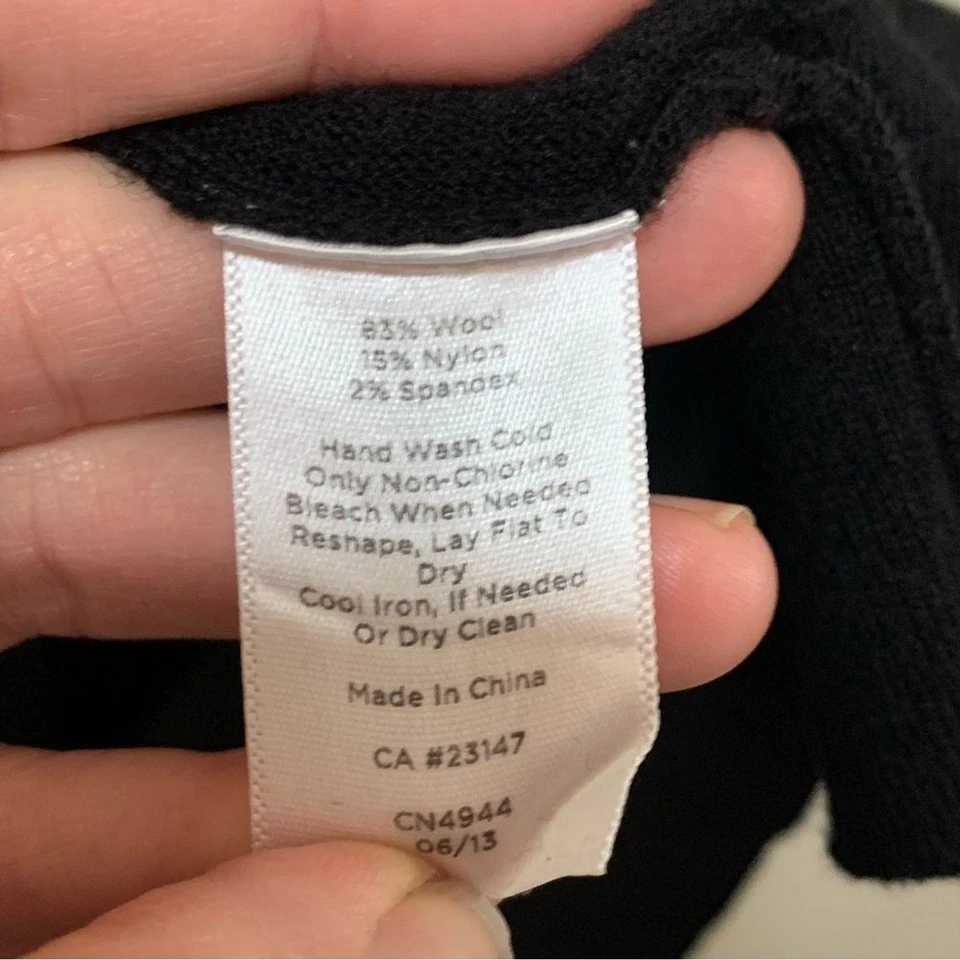 83% Wool
15% Nylon
2% Spandex
Hand Wash Cold
Only Non-Chlorine
Bleach When Needed
Reshape, Lay Flat To
Dry
Cool Iron, If Needed
Or Dry Clean
Made In China
CA #23147
CN4944
06/13